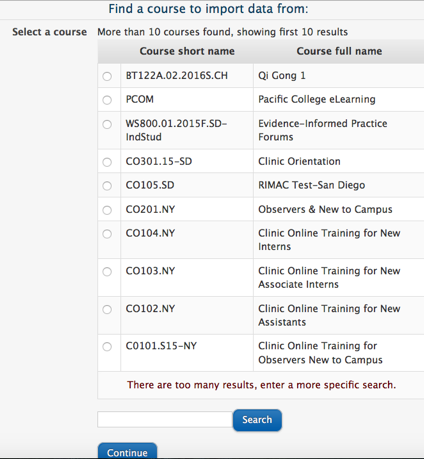 Find a course to import data from:
Select a course More than 10 courses found, showing first 10 results
Course short name Course full name
BT122A.02.2016S.CH Qi Gong 1
PCOM Pacific College eLearning
WS800.01.2015F.SD- Evidence-Informed Practice
IndStud Forums
CO301.15-SD Clinic Orientation
CO105.SD RIMAC Test-San Diego
CO201.NY Observers & New to Campus
CO104.NY Clinic Online Training for New
Interns
CO103.NY Clinic Online Training for New
Associate Interns
CO102.NY Clinic Online Training for New
Assistants
C0101.S15-NY Clinic Online Training for
Observers New to Campus
There are too many results, enter a more specific search.
Search
Continue